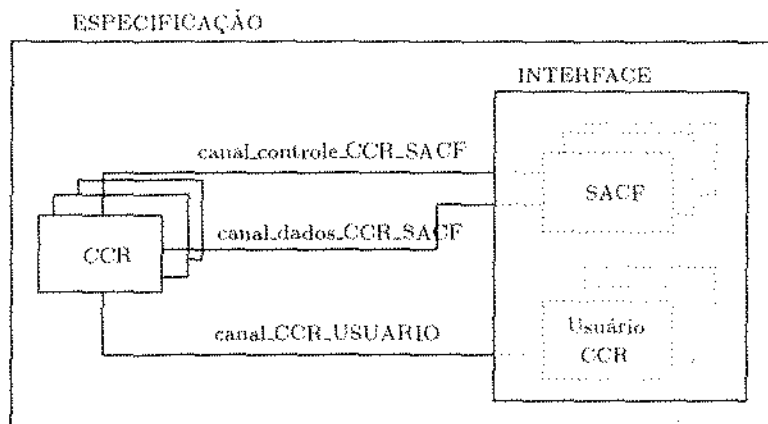 ESPECIFICAÇÃO
INTERFACE
canal_controle_CCR_SACF
SACF
canal_dados_CCR_SACF
CCR
canal_CCR_USUARIO
Usuário
CCR